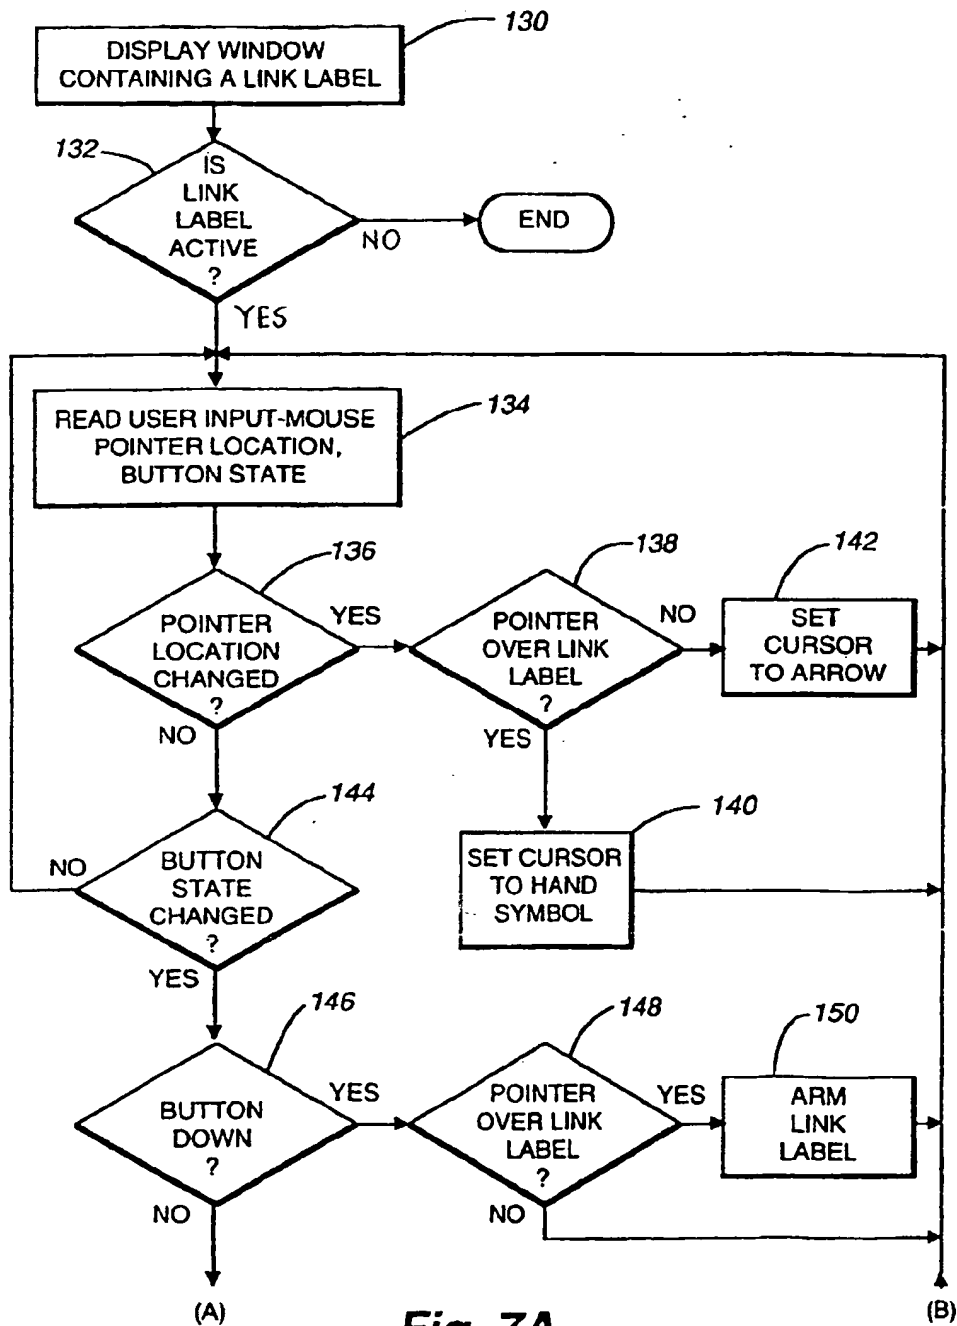 130
DISPLAY WINDOW
CONTAINING A LINK LABEL
132
IS
LINK
LABEL
ACTIVE
?
NO
END
YES
134
READ USER INPUT-MOUSE
POINTER LOCATION,
BUTTON STATE
136
POINTER
LOCATION
CHANGED
?
YES
NO
138
POINTER
OVER LINK
LABEL
?
NO
YES
142
SET
CURSOR
TO ARROW
140
SET CURSOR
TO HAND
SYMBOL
144
BUTTON
STATE
CHANGED
?
NO
YES
146
BUTTON
DOWN
?
YES
NO
148
POINTER
OVER LINK
LABEL
?
YES
NO
150
ARM
LINK
LABEL
(A)
Fig. 7A
(B)